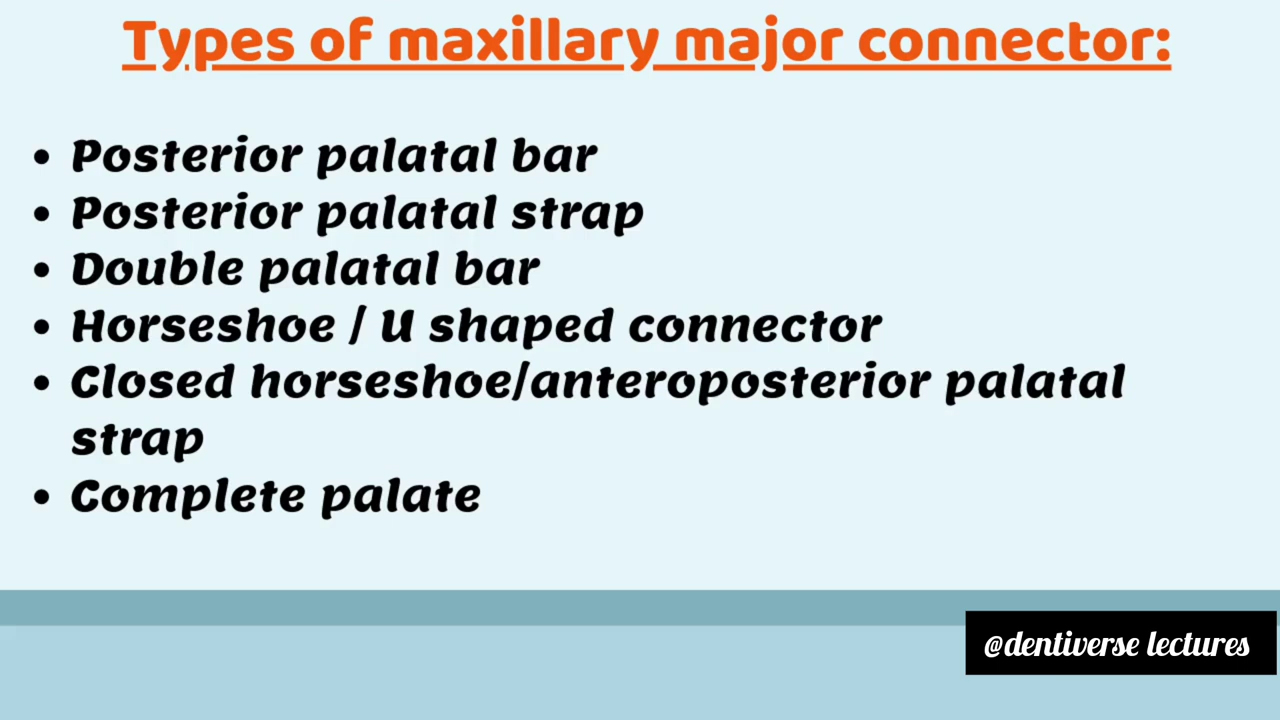 Types of maxillary major connector:
• Posterior palatal bar
• Posterior palatal strap
• Double palatal bar
• Horseshoe / U shaped connector
• Closed horseshoe/anteroposterior palatal
strap
• Complete palate
@dentiverse lectures